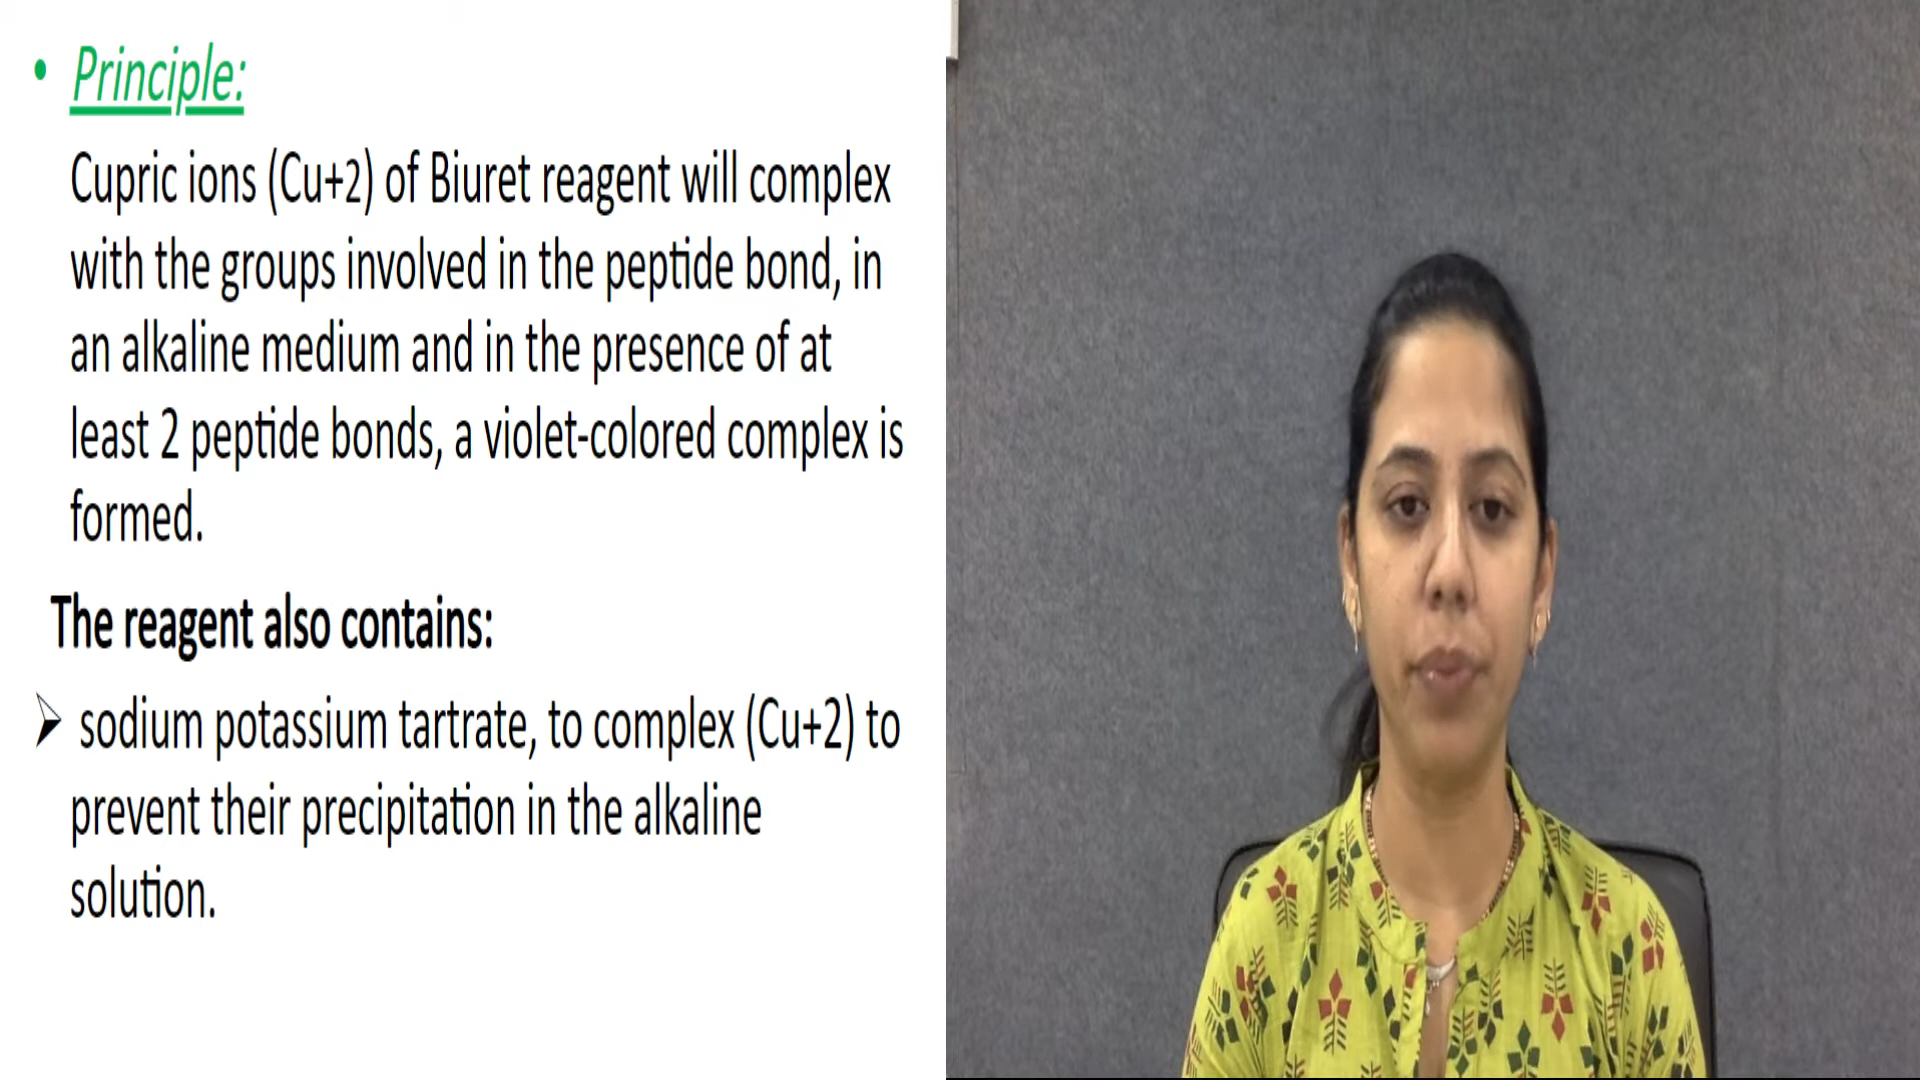 • Principle:
Cupric ions (Cu+2) of Biuret reagent will complex
with the groups involved in the peptide bond, in
an alkaline medium and in the presence of at
least 2 peptide bonds, a violet-colored complex is
formed.
The reagent also contains:
➢ sodium potassium tartrate, to complex (Cu+2) to
prevent their precipitation in the alkaline
solution.